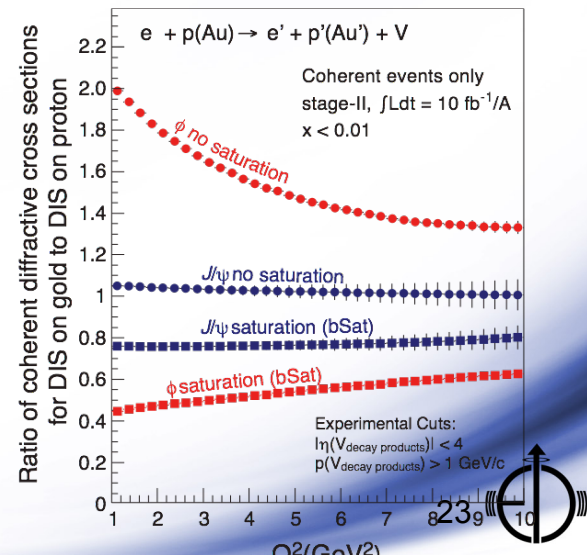 Ratio of coherent diffractive cross sections
for DIS on gold to DIS on proton
2.2
2.0
1.8
1.6
1.4
1.2
1
0.8
0.6
0.4
0.2
0
e + p(Au) → e' + p'(Au') + V
Coherent events only
stage-II, ∫Ldt = 10 fb⁻¹/A
x < 0.01
ϕ no saturation
J/ψ no saturation
J/ψ saturation (bSat)
ϕ saturation (bSat)
Experimental Cuts:
|η(V_decay products)| < 4
p(V_decay products) > 1 GeV/c
1 2 3 4 5 6 7 8 9 10
23
Q²(GeV²)